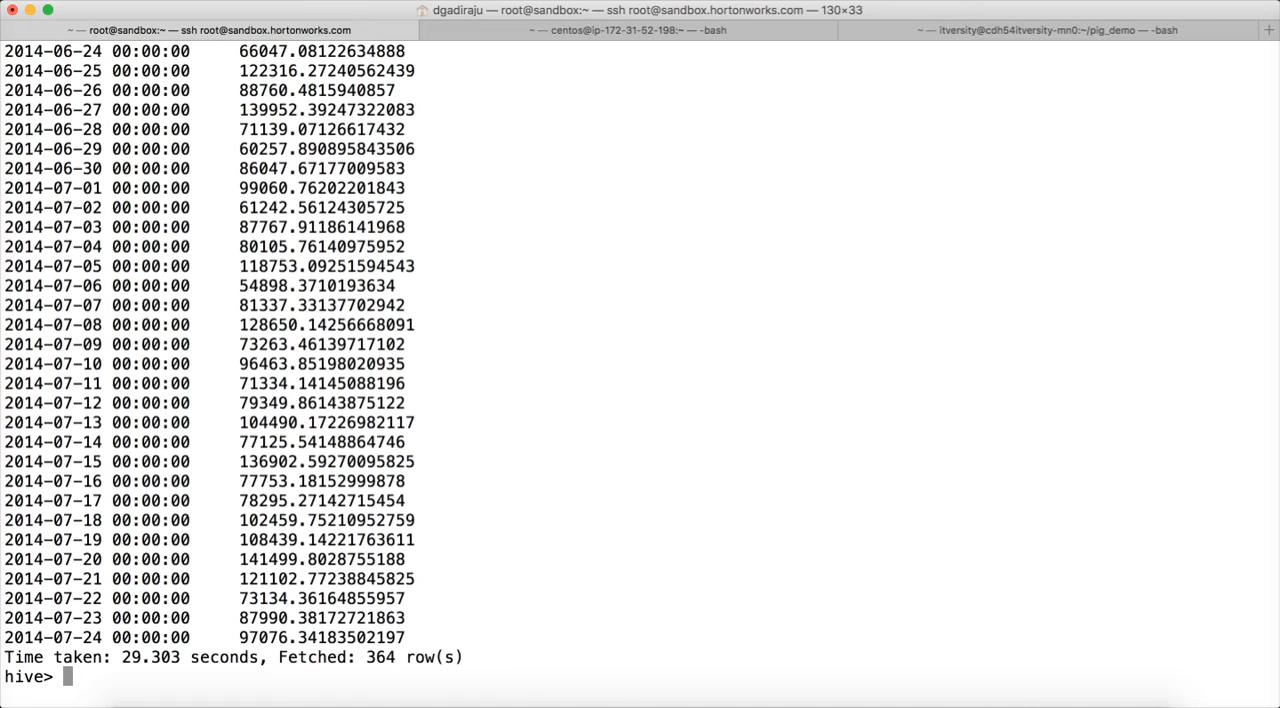 dgadiraju — root@sandbox:~ — ssh root@sandbox.hortonworks.com — 130×33
~ — root@sandbox:~ — ssh root@sandbox.hortonworks.com
~ — centos@ip-172-31-52-198:~ — -bash
~ — itversity@cdh54itversity-mn0:~/pig_demo — -bash
2014-06-24 00:00:00 66047.08122634888
2014-06-25 00:00:00 122316.27240562439
2014-06-26 00:00:00 88760.4815940857
2014-06-27 00:00:00 139952.39247322083
2014-06-28 00:00:00 71139.07126617432
2014-06-29 00:00:00 60257.890895843506
2014-06-30 00:00:00 86047.67177009583
2014-07-01 00:00:00 99060.76202201843
2014-07-02 00:00:00 61242.56124305725
2014-07-03 00:00:00 87767.91186141968
2014-07-04 00:00:00 80105.76140975952
2014-07-05 00:00:00 118753.09251594543
2014-07-06 00:00:00 54898.3710193634
2014-07-07 00:00:00 81337.33137702942
2014-07-08 00:00:00 128650.14256668091
2014-07-09 00:00:00 73263.46139717102
2014-07-10 00:00:00 96463.85198020935
2014-07-11 00:00:00 71334.14145088196
2014-07-12 00:00:00 79349.86143875122
2014-07-13 00:00:00 104490.17226982117
2014-07-14 00:00:00 77125.54148864746
2014-07-15 00:00:00 136902.59270095825
2014-07-16 00:00:00 77753.18152999878
2014-07-17 00:00:00 78295.27142715454
2014-07-18 00:00:00 102459.75210952759
2014-07-19 00:00:00 108439.14221763611
2014-07-20 00:00:00 141499.8028755188
2014-07-21 00:00:00 121102.77238845825
2014-07-22 00:00:00 73134.36164855957
2014-07-23 00:00:00 87990.38172721863
2014-07-24 00:00:00 97076.34183502197
Time taken: 29.303 seconds, Fetched: 364 row(s)
hive>